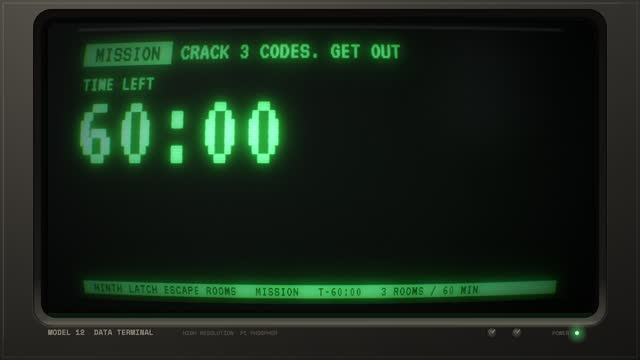 MISSION CRACK 3 CODES. GET OUT
TIME LEFT
60:00
NINTH LATCH ESCAPE ROOMS MISSION T-60:00 3 ROOMS / 60 MIN
MODEL 12 DATA TERMINAL HIGH RESOLUTION P1 PHOSPHOR POWER